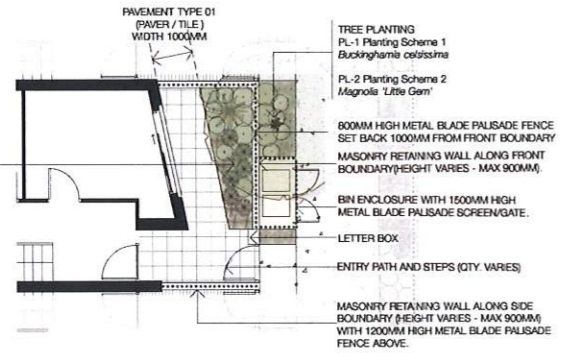 PAVEMENT TYPE 01
(PAVER / TILE)
WIDTH 1000MM
TREE PLANTING
PL-1 Planting Scheme 1
Buckinghamia celsissima
PL-2 Planting Scheme 2
Magnolia 'Little Gem'
800MM HIGH METAL BLADE PALISADE FENCE
SET BACK 1000MM FROM FRONT BOUNDARY
MASONRY RETAINING WALL ALONG FRONT
BOUNDARY(HEIGHT VARIES - MAX 900MM).
BIN ENCLOSURE WITH 1500MM HIGH
METAL BLADE PALISADE SCREEN/GATE.
LETTER BOX
ENTRY PATH AND STEPS (QTY. VARIES)
MASONRY RETAINING WALL ALONG SIDE
BOUNDARY (HEIGHT VARIES - MAX 900MM)
WITH 1200MM HIGH METAL BLADE PALISADE
FENCE ABOVE.